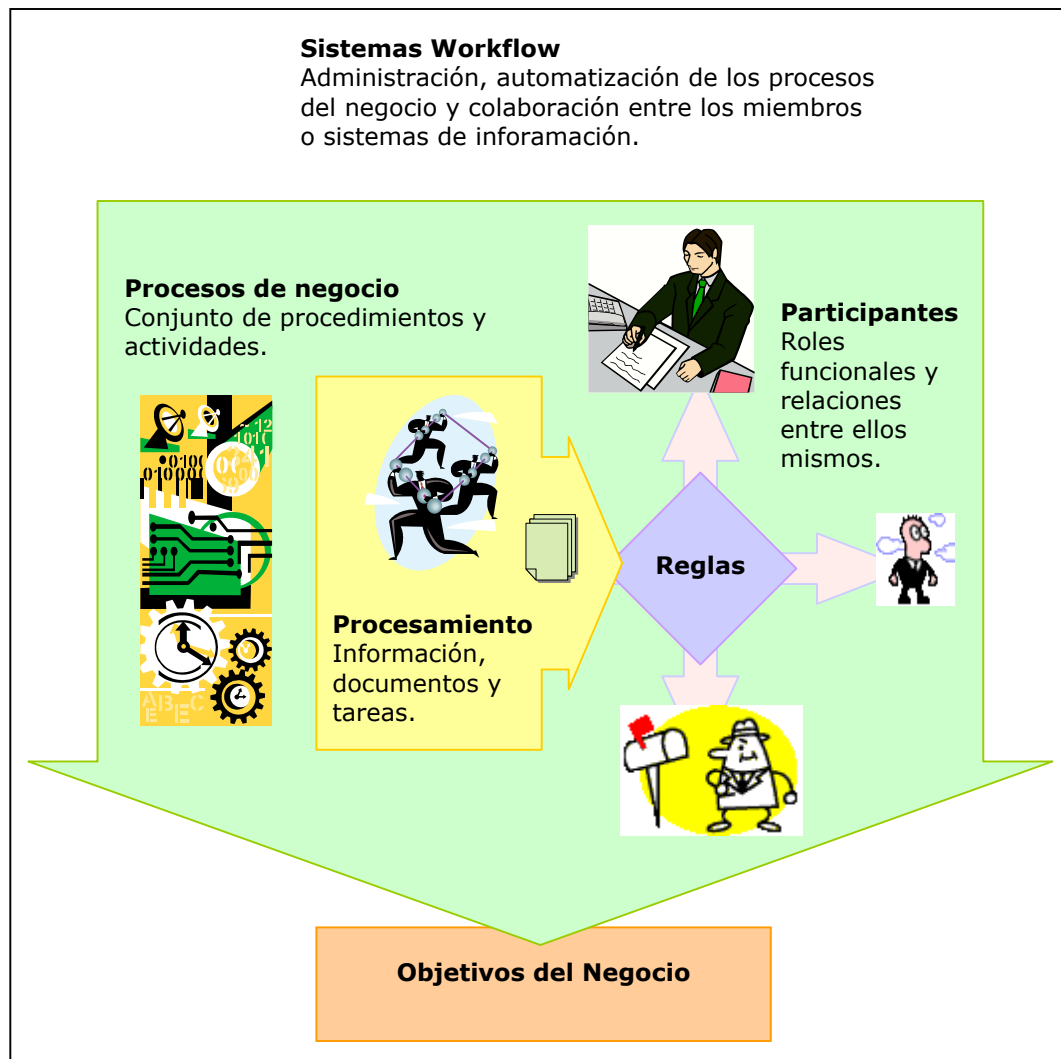 Sistemas Workflow
Administración, automatización de los procesos
del negocio y colaboración entre los miembros
o sistemas de inforamación.
Procesos de negocio
Conjunto de procedimientos y
actividades.
Participantes
Roles
funcionales y
relaciones
entre ellos
mismos.
Reglas
Procesamiento
Información,
documentos y
tareas.
Objetivos del Negocio